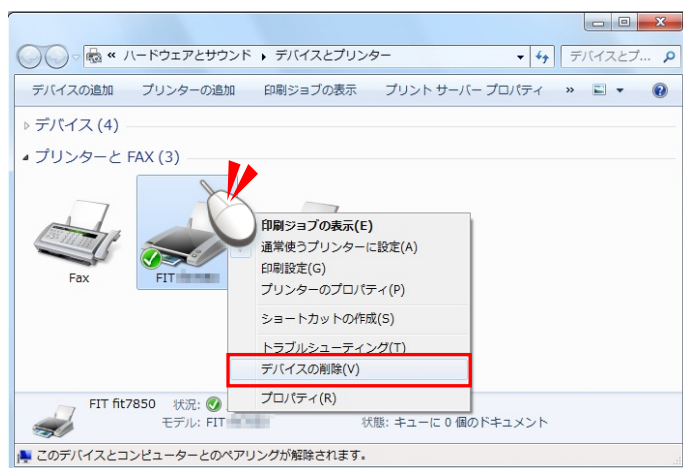 « ハードウェアとサウンド ▸ デバイスとプリンター
デバイスとプ...
デバイスの追加 プリンターの追加 印刷ジョブの表示 プリント サーバー プロパティ »
デバイス (4)
プリンターと FAX (3)
Fax
FIT
印刷ジョブの表示(E)
通常使うプリンターに設定(A)
印刷設定(G)
プリンターのプロパティ(P)
ショートカットの作成(S)
トラブルシューティング(T)
デバイスの削除(V)
プロパティ(R)
FIT fit7850 状況:
モデル: FIT 状態: キューに 0 個のドキュメント
このデバイスとコンピューターとのペアリングが解除されます。